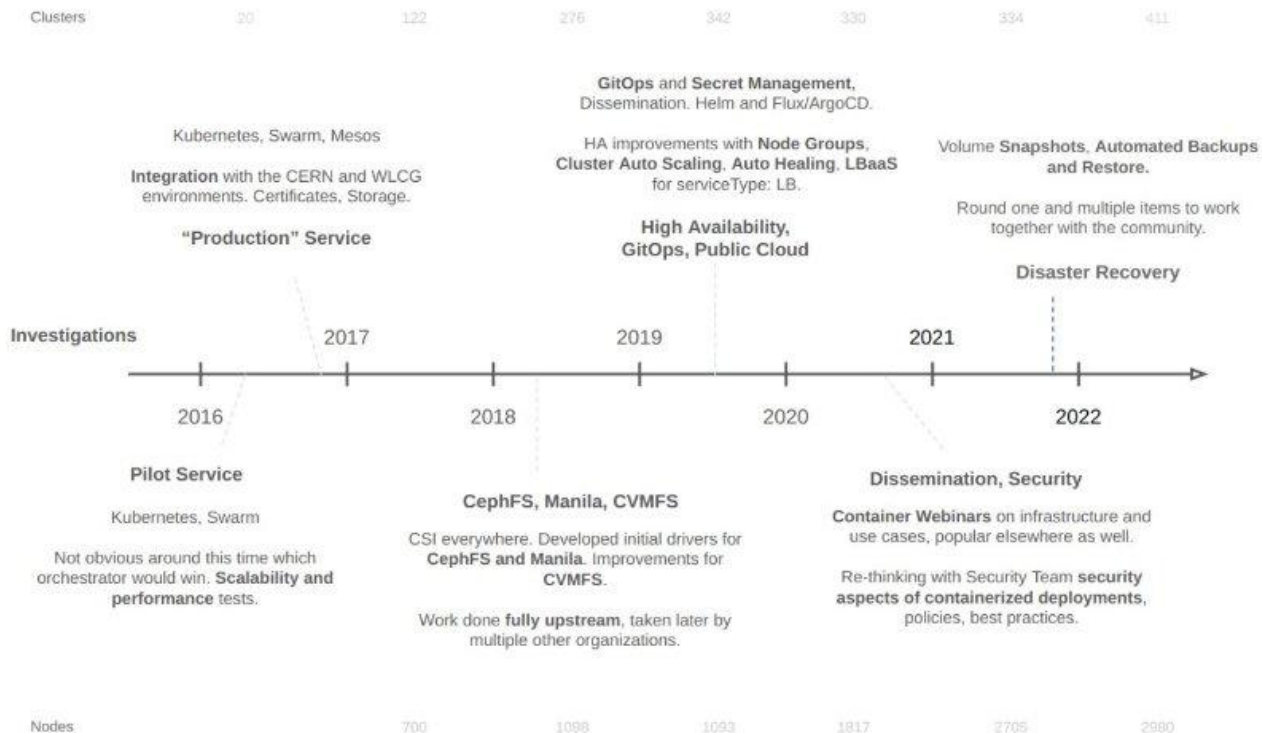 Clusters 20 122 276 342 330 334 411
GitOps and Secret Management,
Dissemination. Helm and Flux/ArgoCD.
HA improvements with Node Groups,
Cluster Auto Scaling, Auto Healing, LBaaS
for serviceType: LB.
High Availability,
GitOps, Public Cloud
Kubernetes, Swarm, Mesos
Integration with the CERN and WLCG
environments. Certificates, Storage.
“Production” Service
Volume Snapshots, Automated Backups
and Restore.
Round one and multiple items to work
together with the community.
Disaster Recovery
Investigations 2017 2019 2021
2016 2018 2020 2022
Pilot Service
Kubernetes, Swarm
Not obvious around this time which
orchestrator would win. Scalability and
performance tests.
CephFS, Manila, CVMFS
CSI everywhere. Developed initial drivers for
CephFS and Manila. Improvements for
CVMFS.
Work done fully upstream, taken later by
multiple other organizations.
Dissemination, Security
Container Webinars on infrastructure and
use cases, popular elsewhere as well.
Re-thinking with Security Team security
aspects of containerized deployments,
policies, best practices.
Nodes 700 1098 1093 1817 2705 2980